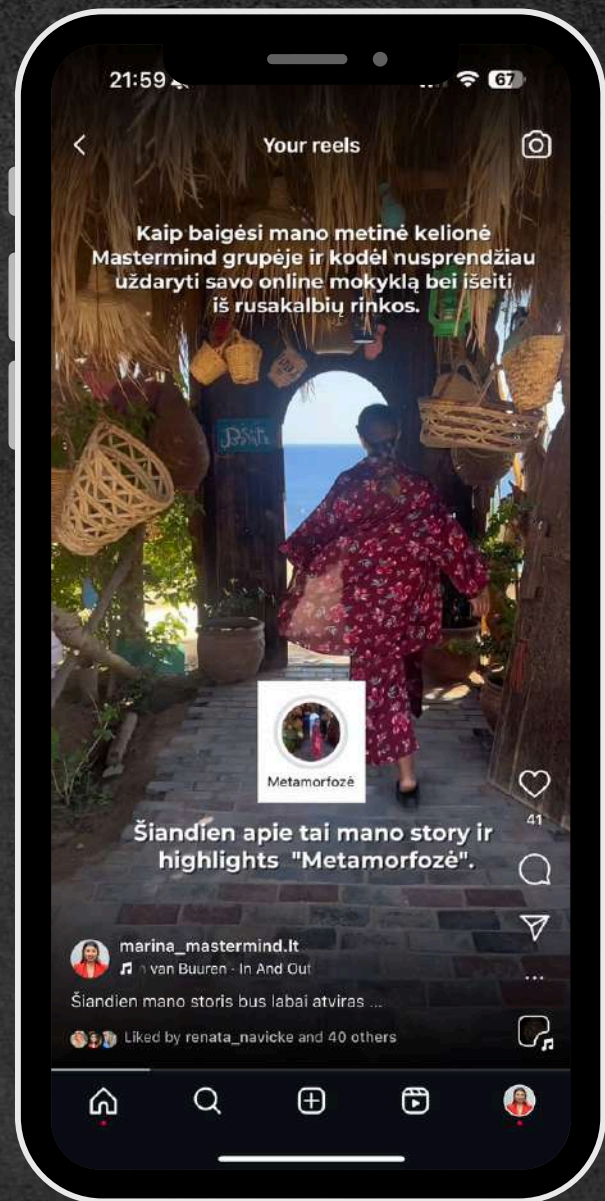 21:59
67
Your reels
Kaip baigėsi mano metinė kelionė
Mastermind grupėje ir kodėl nusprendžiau
uždaryti savo online mokyklą bei išeiti
iš rusakalbių rinkos.
Metamorfozė
Šiandien apie tai mano story ir
highlights "Metamorfozė".
41
marina_mastermind.lt
van Buuren · In And Out
Šiandien mano storis bus labai atviras ...
Liked by renata_navicke and 40 others